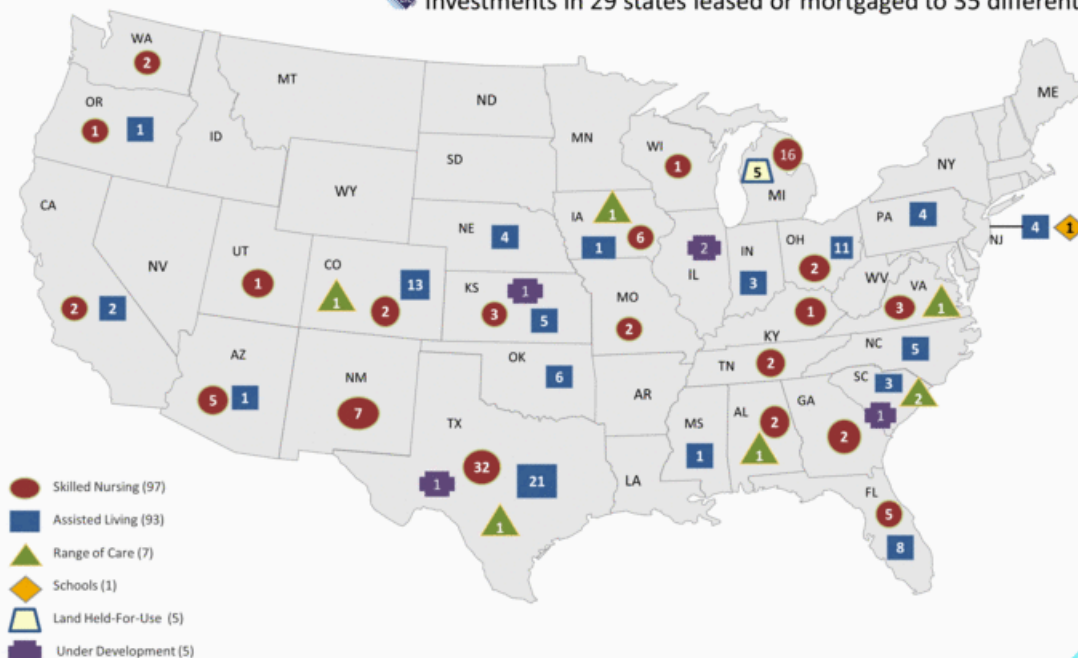 Investments in 29 states leased or mortgaged to 35 different
WA
2
MT
ND
MN
ME
OR
1
1
ID
SD
WI
1
16
5
MI
NY
WY
CA
IA
1
1
6
NE
4
PA
4
4
1
NJ
NV
UT
1
CO
1
2
13
KS
1
3
5
2
IL
IN
3
OH
11
2
WV
VA
3
1
2
2
MO
2
1
KY
AZ
5
1
NM
7
OK
6
AR
TN
2
NC
5
SC
3
2
1
TX
32
21
1
1
LA
MS
1
AL
2
1
GA
2
FL
5
8
Skilled Nursing (97)
Assisted Living (93)
Range of Care (7)
Schools (1)
Land Held-For-Use (5)
Under Development (5)